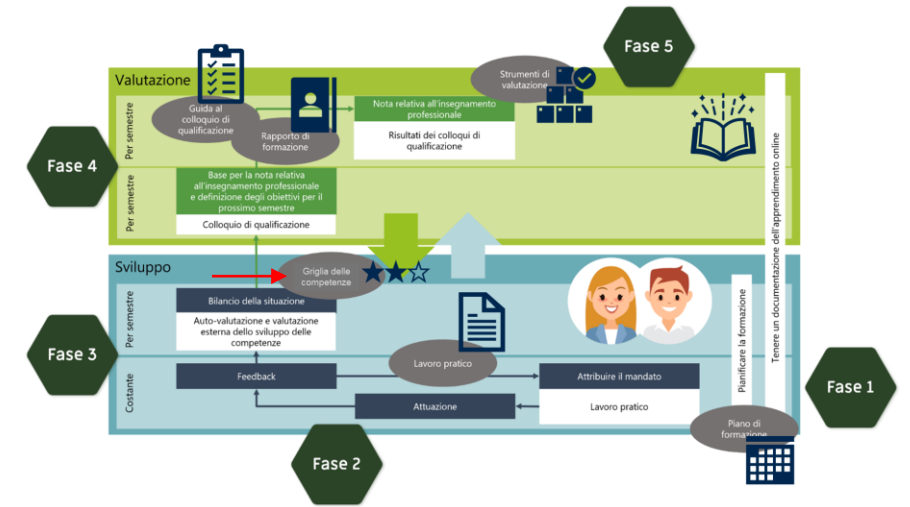 Fase 5
Valutazione
Strumenti di
valutazione
Guida al
colloquio di
qualificazione
Nota relativa all'insegnamento
professionale
Per semestre
Rapporto di
formazione
Risultati dei colloqui di
qualificazione
Fase 4
Per semestre
Base per la nota relativa
all'insegnamento professionale
e definizione degli obiettivi per il
prossimo semestre
Colloquio di qualificazione
Tenere un documentazione dell'apprendimento online
Sviluppo
Griglia delle
competenze
Per semestre
Bilancio della situazione
Auto-valutazione e valutazione
esterna dello sviluppo delle
competenze
Pianificare la formazione
Fase 3
Lavoro pratico
Costante
Feedback
Attribuire il mandato
Fase 1
Attuazione
Lavoro pratico
Piano di
formazione
Fase 2